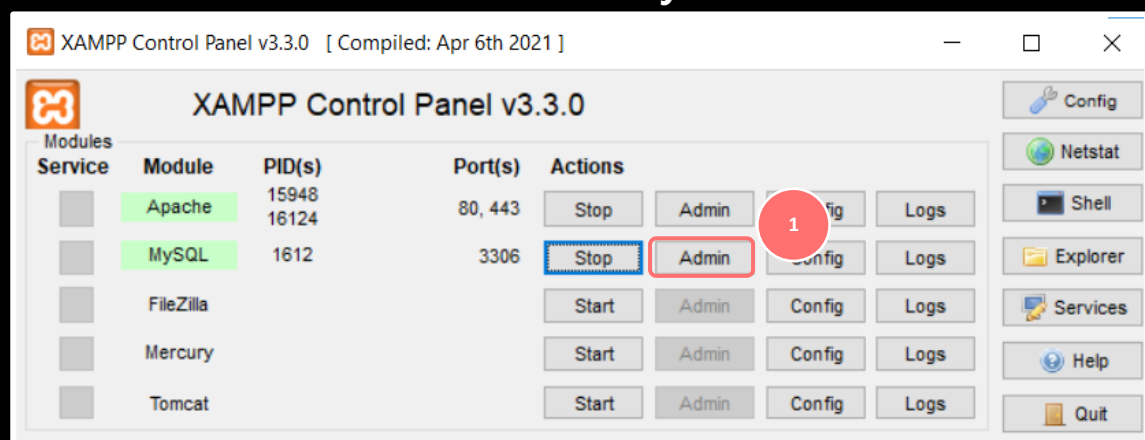 XAMPP Control Panel v3.3.0 [ Compiled: Apr 6th 2021 ]
XAMPP Control Panel v3.3.0
Config
Modules
Netstat
Service Module PID(s) Port(s) Actions
Apache 15948 16124 80, 443 Stop Admin 1 Logs
Shell
MySQL 1612 3306 Stop Admin Config Logs
Explorer
FileZilla Start Admin Config Logs
Services
Mercury Start Admin Config Logs
Help
Tomcat Start Admin Config Logs
Quit